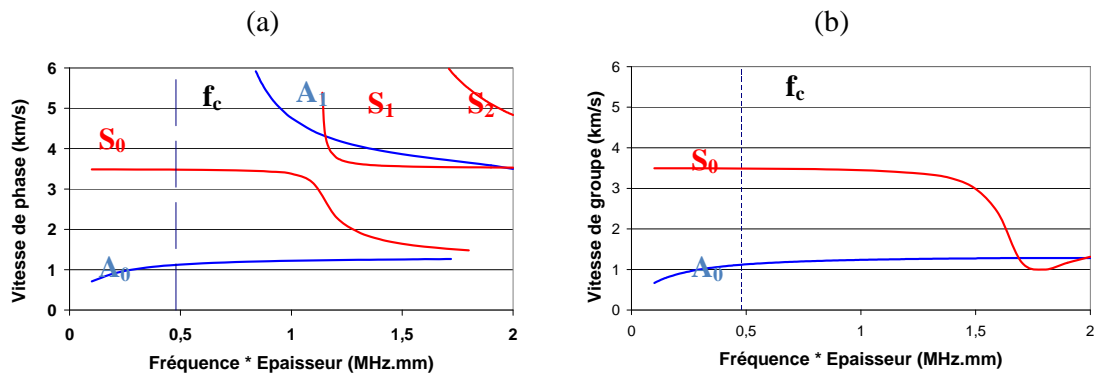 (a)
6
5
4
3
2
1
0
Vitesse de phase (km/s)
f_c
A_1
S_1
S_2
S_0
A_0
0
0,5
1
1,5
2
Fréquence * Epaisseur (MHz.mm)
(b)
6
5
4
3
2
1
0
Vitesse de groupe (km/s)
f_c
S_0
A_0
0
0,5
1
1,5
2
Fréquence * Epaisseur (MHz.mm)